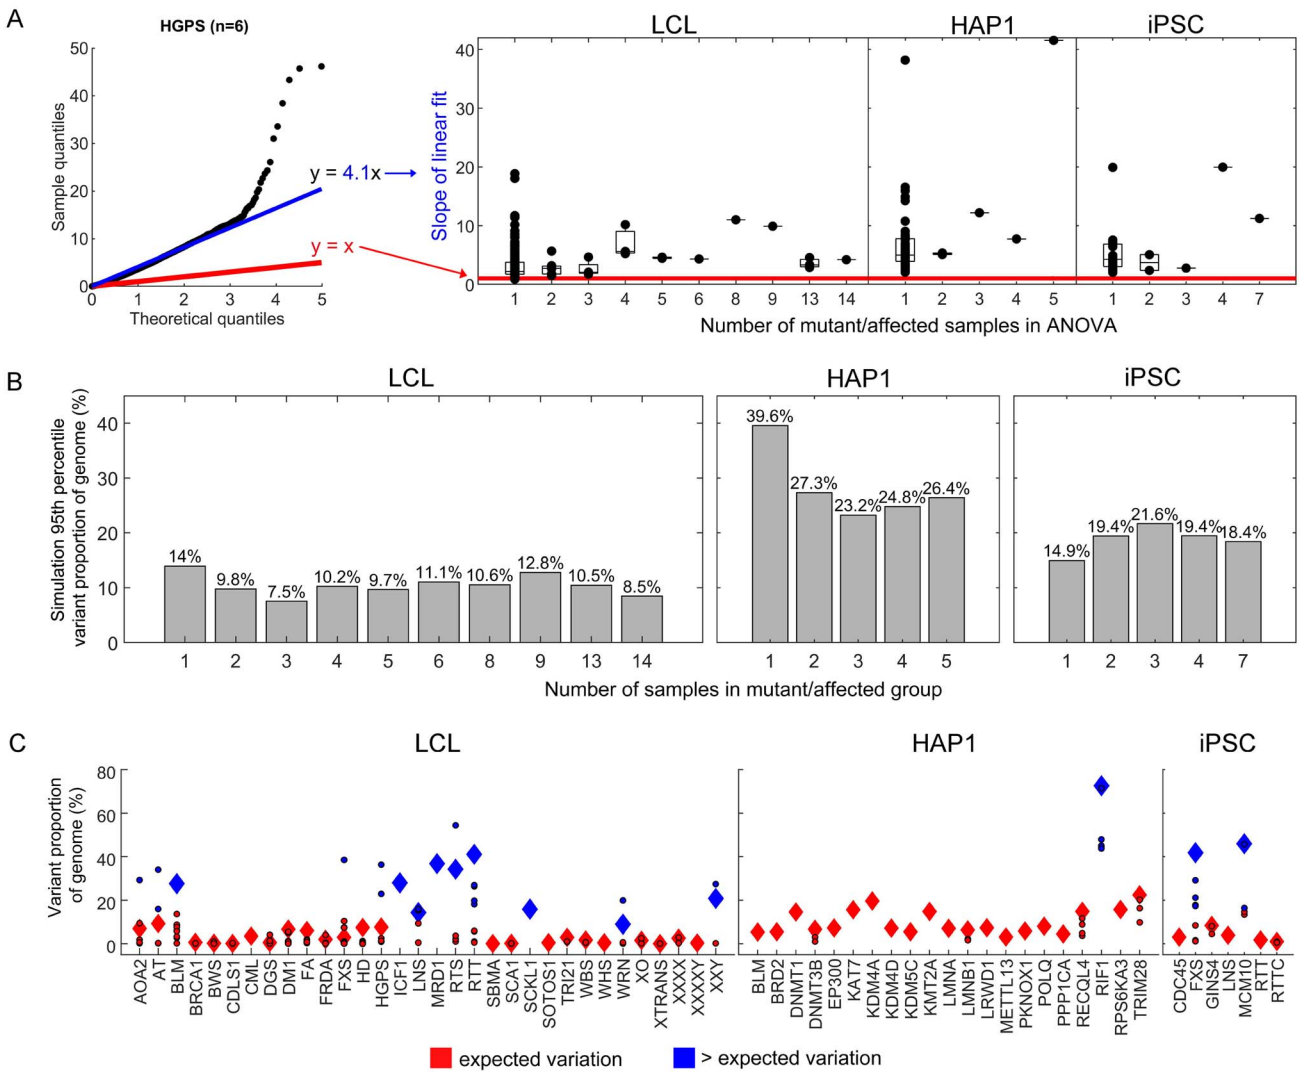 A
HGPS (n=6)
LCL
HAP1
iPSC
50
40
30
20
10
0
Sample quantiles
y = 4.1x
y = x
0 1 2 3 4 5
Theoretical quantiles
Slope of linear fit
40
30
20
10
0
1 2 3 4 5 6 8 9 13 14 1 2 3 4 5 1 2 3 4 7
Number of mutant/affected samples in ANOVA
B
LCL
HAP1
iPSC
Simulation 95th percentile
variant proportion of genome (%)
40
30
20
10
0
14% 9.8% 7.5% 10.2% 9.7% 11.1% 10.6% 12.8% 10.5% 8.5%
39.6% 27.3% 23.2% 24.8% 26.4%
14.9% 19.4% 21.6% 19.4% 18.4%
1 2 3 4 5 6 8 9 13 14 1 2 3 4 5 1 2 3 4 7
Number of samples in mutant/affected group
C
LCL
HAP1
iPSC
Variant proportion
of genome (%)
80
60
40
20
0
AOA2
AT
BLM
BRCA1
BWS
CDLS1
CML
DGS
DM1
FA
FRDA
FXS
HD
HGPS
ICF1
LNS
MRD1
RTS
RTT
SBMA
SCA1
SCKL1
SOTOS1
TRI21
WBS
WHS
WRN
XO
XTRANS
XXXX
XXXXY
XXY
BLM
BRD2
DNMT1
DNMT3B
EP300
KAT7
KDM4A
KDM4D
KDM5C
KMT2A
LMNA
LMNB1
LRWD1
METTL13
PKNOX1
POLQ
PPP1CA
RECQL4
RIF1
RPS6KA3
TRIM28
CDC45
FXS
GINS4
LNS
MCM10
RTT
RTTC
expected variation
> expected variation